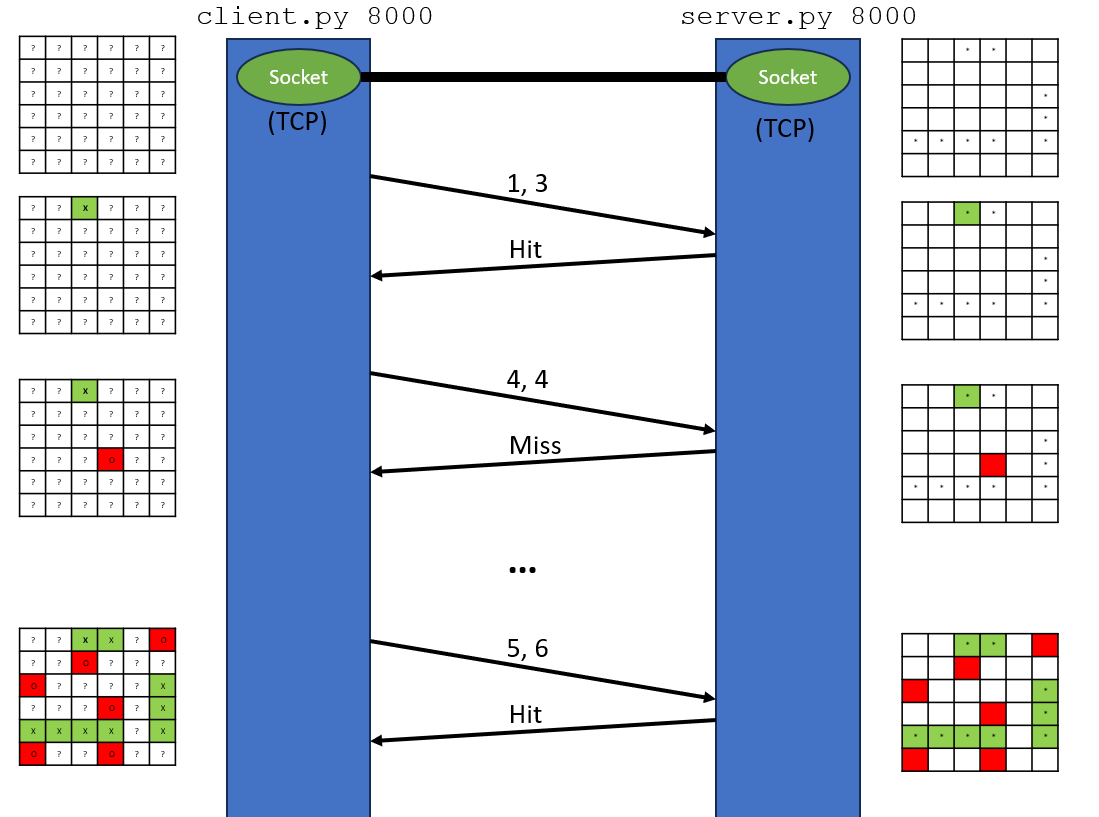 client.py 8000
server.py 8000
? ? ? ? ? ?
? ? ? ? ? ?
? ? ? ? ? ?
? ? ? ? ? ?
? ? ? ? ? ?
? ? ? ? ? ?
Socket
(TCP)
Socket
(TCP)
* *
*
*
* * * * *
? ? X ? ? ?
? ? ? ? ? ?
? ? ? ? ? ?
? ? ? ? ? ?
? ? ? ? ? ?
? ? ? ? ? ?
1, 3
Hit
* *
*
*
* * * * *
? ? X ? ? ?
? ? ? ? ? ?
? ? ? ? ? ?
? ? ? O ? ?
? ? ? ? ? ?
? ? ? ? ? ?
4, 4
Miss
* *
*
*
* * * * *
...
? ? X X ? O
? ? O ? ? ?
O ? ? ? ? X
? ? ? O ? X
X X X X ? X
O ? ? O ? ?
5, 6
Hit
* *
*
*
* * * * *